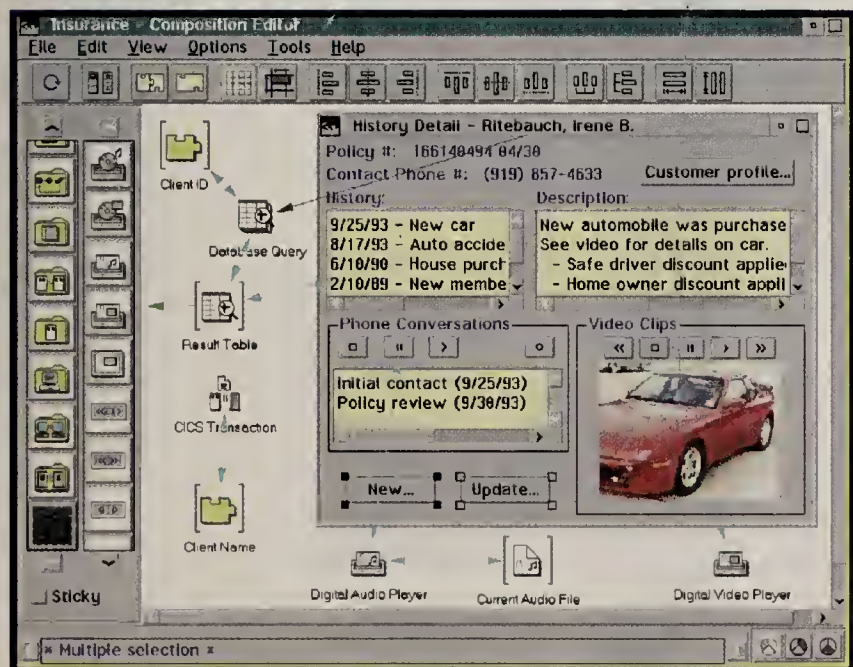 Insurance - Composition Editor
File Edit View Options Tools Help
History Detail - Ritebauch, Irene B.
Policy #: 166140494 04/30
Contact Phone #: (919) 857-4633
Customer profile...
History:
Description:
9/25/93 - New car
8/17/93 - Auto accide
6/10/90 - House purch
2/10/89 - New membe
New automobile was purchase
See video for details on car.
- Safe driver discount applie
- Home owner discount appli
Phone Conversations
Initial contact (9/25/93)
Policy review (9/30/93)
Video Clips
New...
Update...
Client ID
Database Query
Result Table
CICS Transaction
Client Name
Digital Audio Player
Current Audio File
Digital Video Player
Sticky
* Multiple selection *